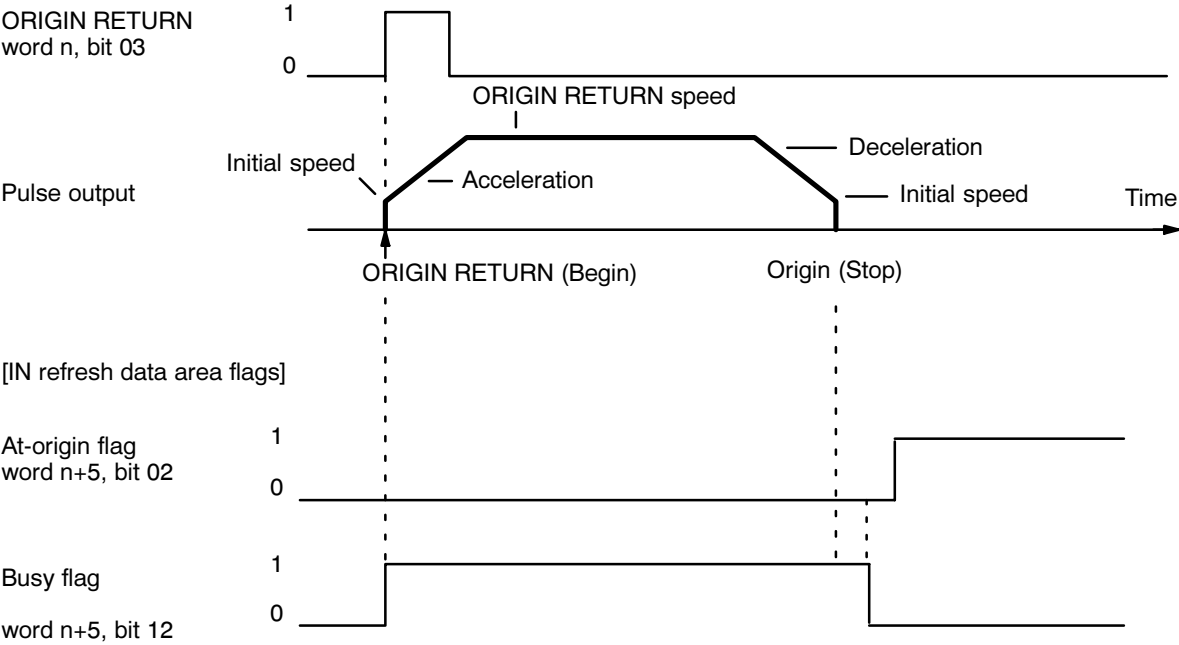 ORIGIN RETURN
word n, bit 03
1
0
ORIGIN RETURN speed
Initial speed
Acceleration
Deceleration
Initial speed
Pulse output
Time
ORIGIN RETURN (Begin)
Origin (Stop)
[IN refresh data area flags]
At-origin flag
word n+5, bit 02
1
0
Busy flag
word n+5, bit 12
1
0